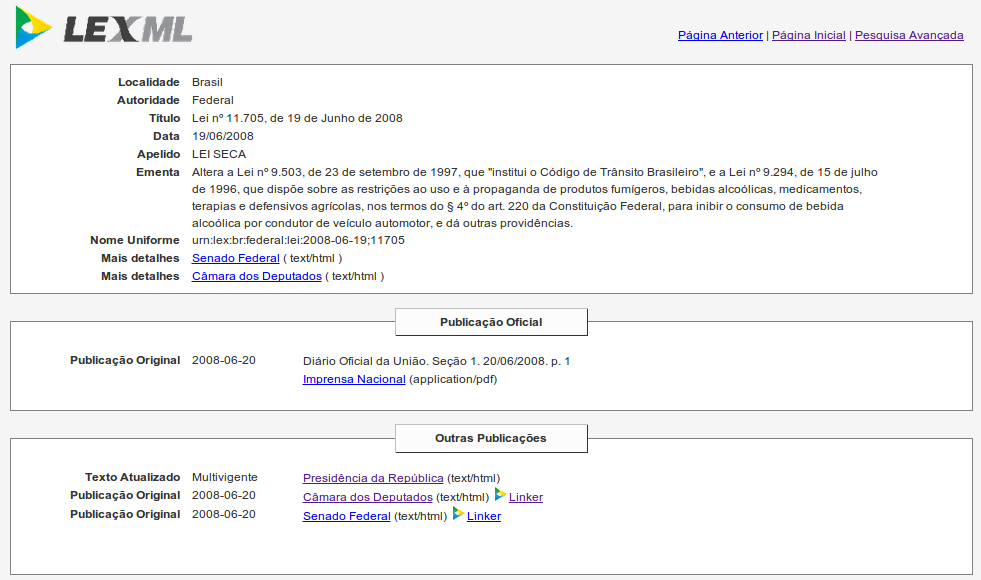 LEXML
Página Anterior | Página Inicial | Pesquisa Avançada
Localidade Brasil
Autoridade Federal
Título Lei nº 11.705, de 19 de Junho de 2008
Data 19/06/2008
Apelido LEI SECA
Ementa Altera a Lei nº 9.503, de 23 de setembro de 1997, que "institui o Código de Trânsito Brasileiro", e a Lei nº 9.294, de 15 de julho
de 1996, que dispõe sobre as restrições ao uso e à propaganda de produtos fumígeros, bebidas alcoólicas, medicamentos,
terapias e defensivos agrícolas, nos termos do § 4º do art. 220 da Constituição Federal, para inibir o consumo de bebida
alcoólica por condutor de veículo automotor, e dá outras providências.
Nome Uniforme urn:lex:br:federal:lei:2008-06-19;11705
Mais detalhes Senado Federal ( text/html )
Mais detalhes Câmara dos Deputados ( text/html )
Publicação Oficial
Publicação Original 2008-06-20 Diário Oficial da União. Seção 1. 20/06/2008. p. 1
Imprensa Nacional (application/pdf)
Outras Publicações
Texto Atualizado Multivigente Presidência da República (text/html)
Publicação Original 2008-06-20 Câmara dos Deputados (text/html) Linker
Publicação Original 2008-06-20 Senado Federal (text/html) Linker